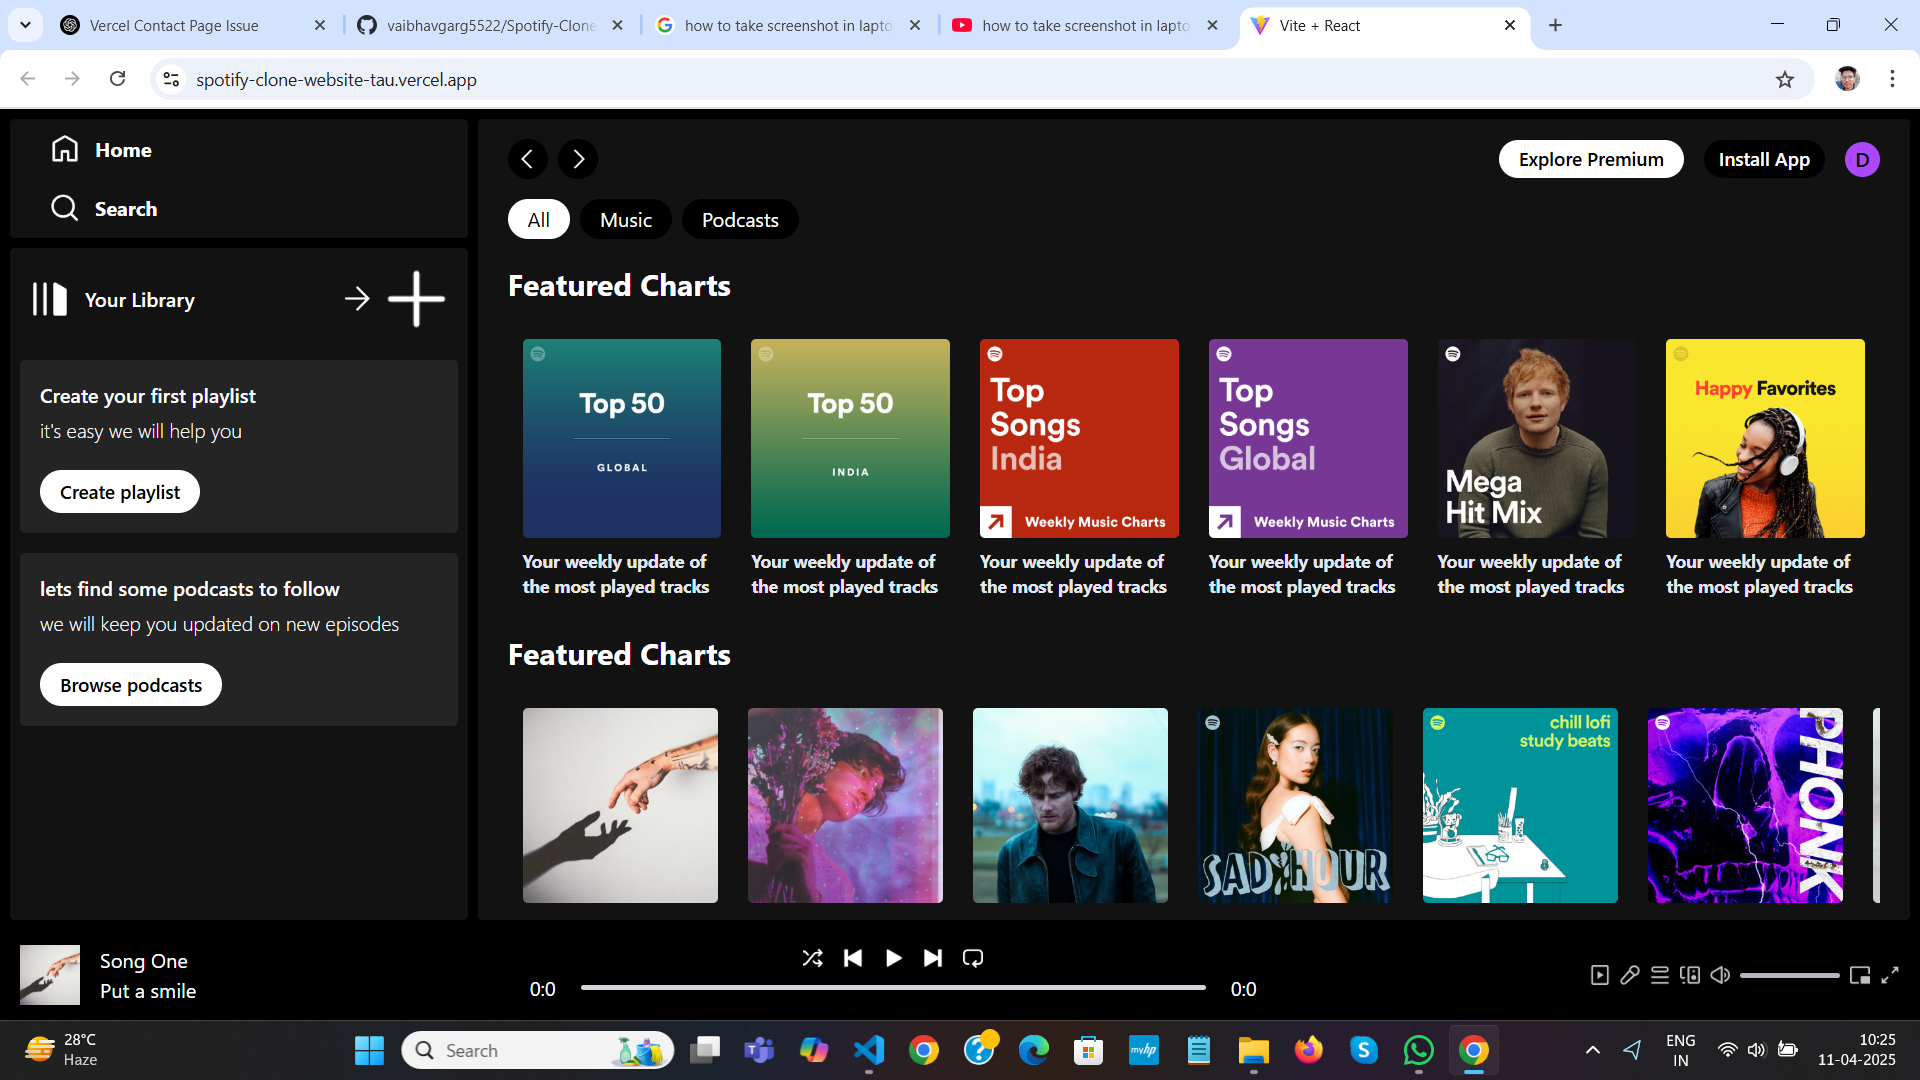 Vercel Contact Page Issue
vaibhavgarg5522/Spotify-Clone
how to take screenshot in lapto
how to take screenshot in lapto
Vite + React
spotify-clone-website-tau.vercel.app
Home
Search
Your Library
Create your first playlist
it's easy we will help you
Create playlist
lets find some podcasts to follow
we will keep you updated on new episodes
Browse podcasts
Explore Premium
Install App
D
All
Music
Podcasts
Featured Charts
Top 50
GLOBAL
Top 50
INDIA
Top
Songs
India
Weekly Music Charts
Top
Songs
Global
Weekly Music Charts
Mega
Hit Mix
Happy Favorites
Your weekly update of
the most played tracks
Your weekly update of
the most played tracks
Your weekly update of
the most played tracks
Your weekly update of
the most played tracks
Your weekly update of
the most played tracks
Your weekly update of
the most played tracks
Featured Charts
SAD HOUR
chill lofi
study beats
PHONK
Song One
Put a smile
0:0
0:0
28°C
Haze
Search
myhp
ENG
IN
10:25
11-04-2025